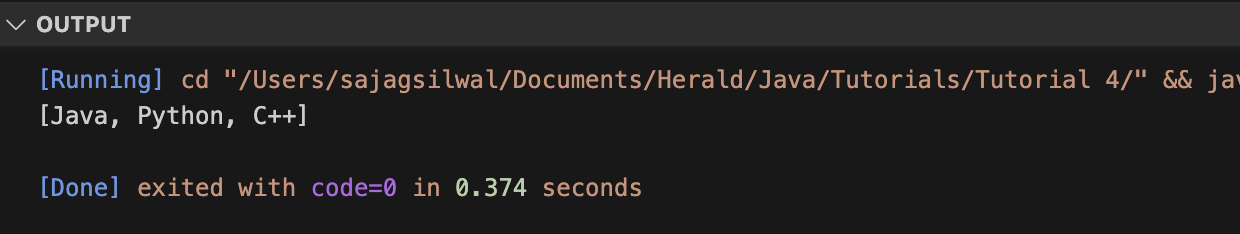 OUTPUT
[Running] cd "/Users/sajagsilwal/Documents/Herald/Java/Tutorials/Tutorial 4/" && jav
[Java, Python, C++]
[Done] exited with code=0 in 0.374 seconds